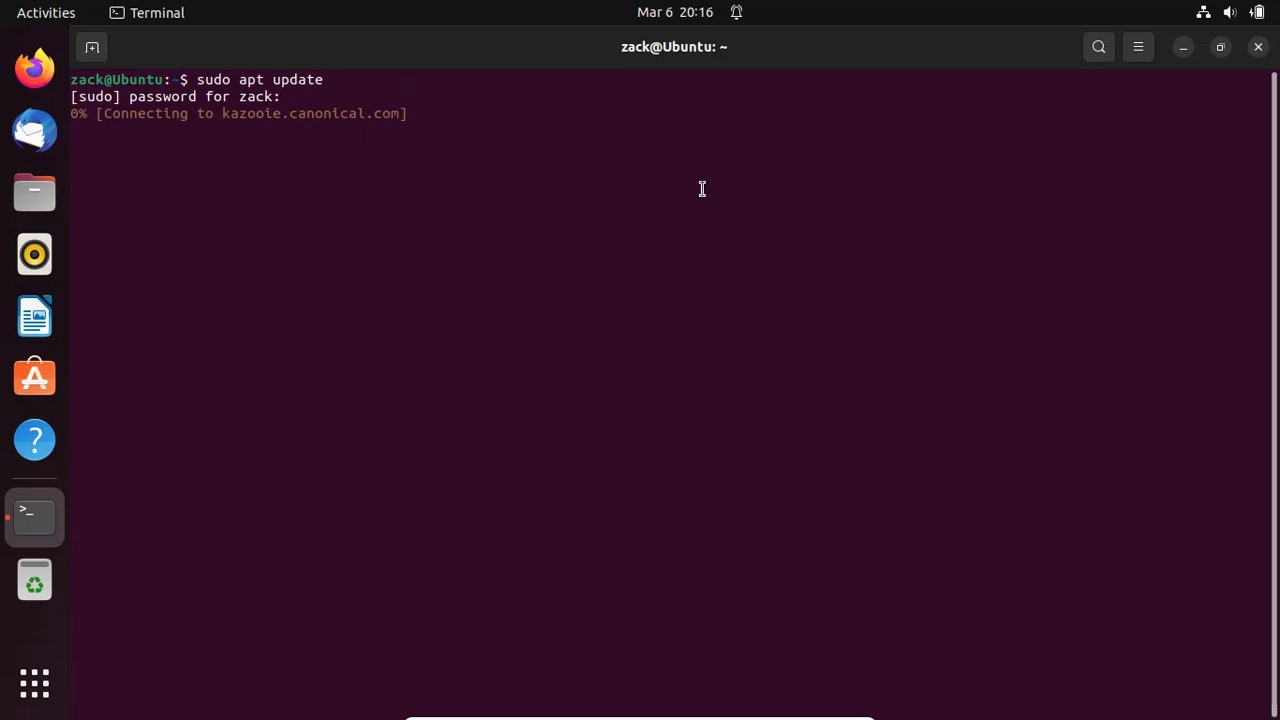 Activities
Terminal
Mar 6 20:16
zack@Ubuntu: ~
zack@Ubuntu:~$ sudo apt update
[sudo] password for zack:
0% [Connecting to kazooie.canonical.com]